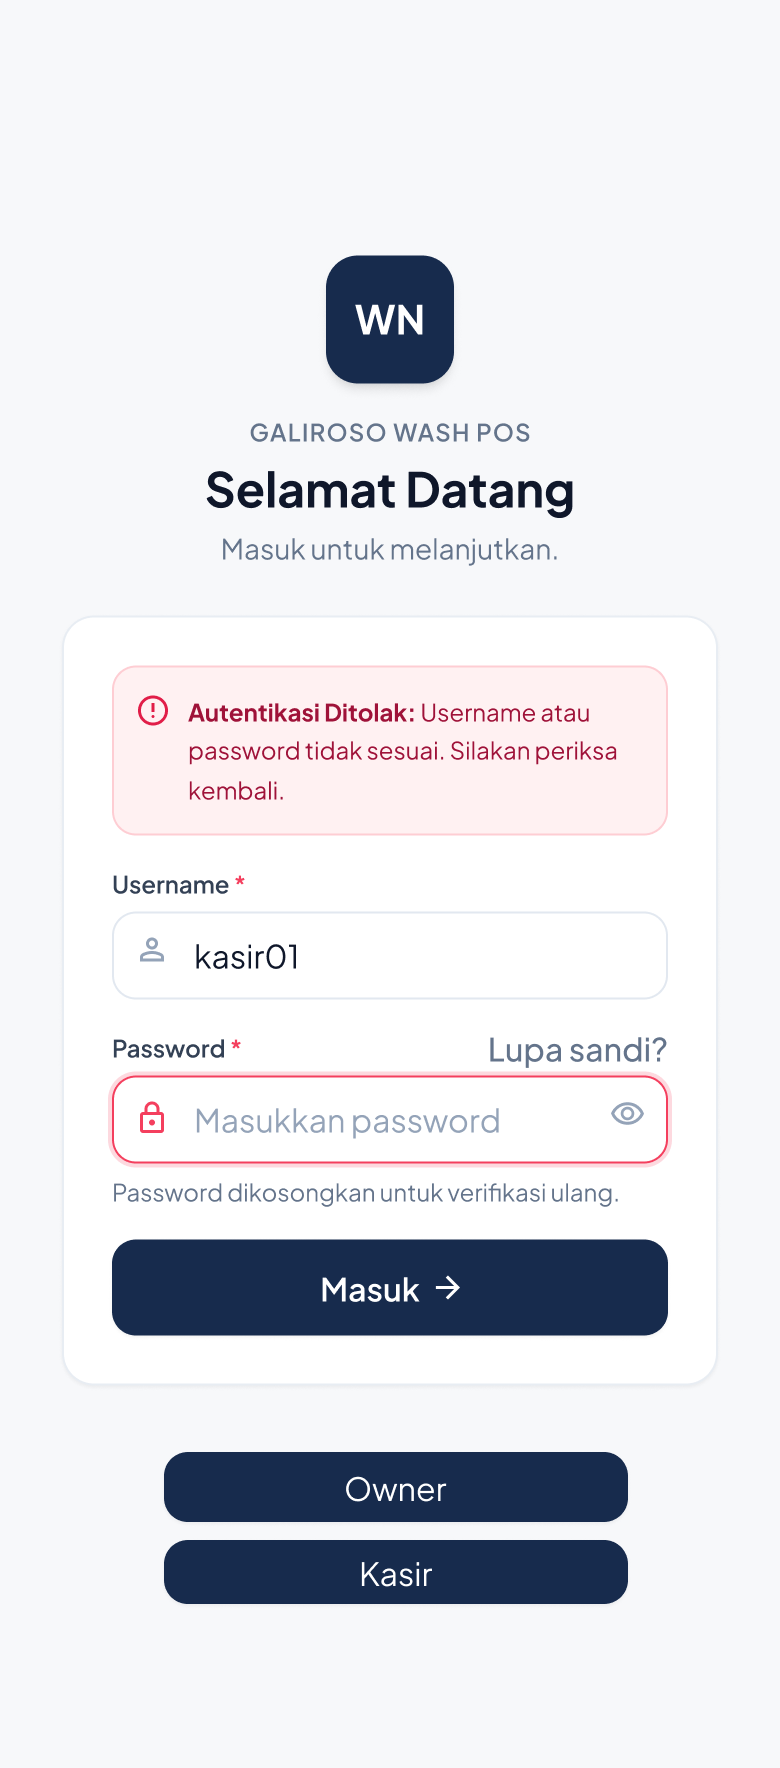 WN
GALIROSO WASH POS
Selamat Datang
Masuk untuk melanjutkan.
Autentikasi Ditolak: Username atau
password tidak sesuai. Silakan periksa
kembali.
Username *
kasir01
Password * Lupa sandi?
Masukkan password
Password dikosongkan untuk verifikasi ulang.
Masuk →
Owner
Kasir